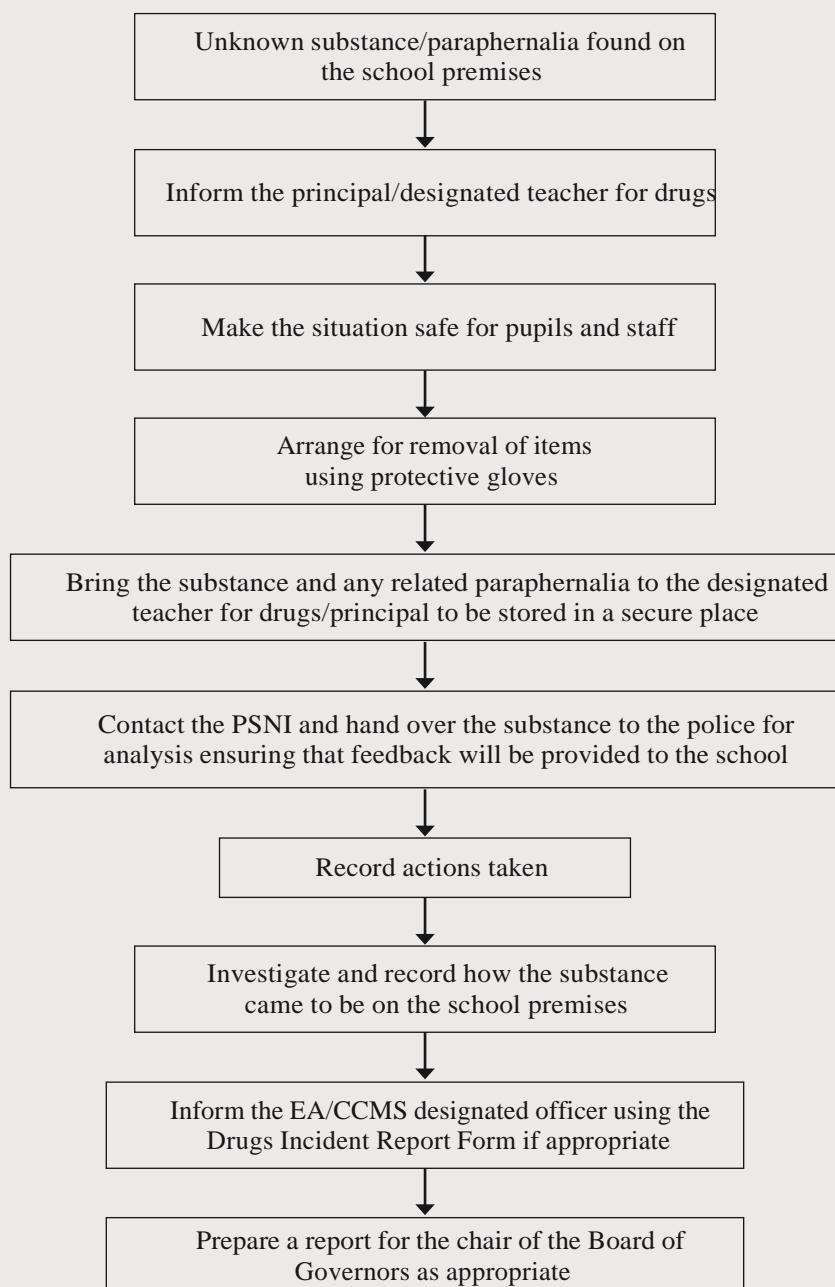 Unknown substance/paraphernalia found on
the school premises
Inform the principal/designated teacher for drugs
Make the situation safe for pupils and staff
Arrange for removal of items
using protective gloves
Bring the substance and any related paraphernalia to the designated
teacher for drugs/principal to be stored in a secure place
Contact the PSNI and hand over the substance to the police for
analysis ensuring that feedback will be provided to the school
Record actions taken
Investigate and record how the substance
came to be on the school premises
Inform the EA/CCMS designated officer using the
Drugs Incident Report Form if appropriate
Prepare a report for the chair of the Board of
Governors as appropriate